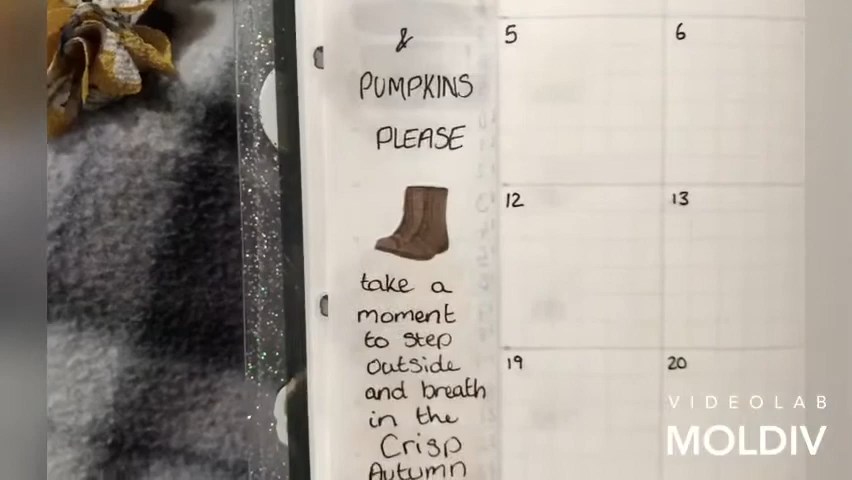 &
PUMPKINS
PLEASE
take a
moment
to step
outside
and breath
in the
Crisp
Autumn
5
6
12
13
19
20
VIDEOLAB
MOLDIV